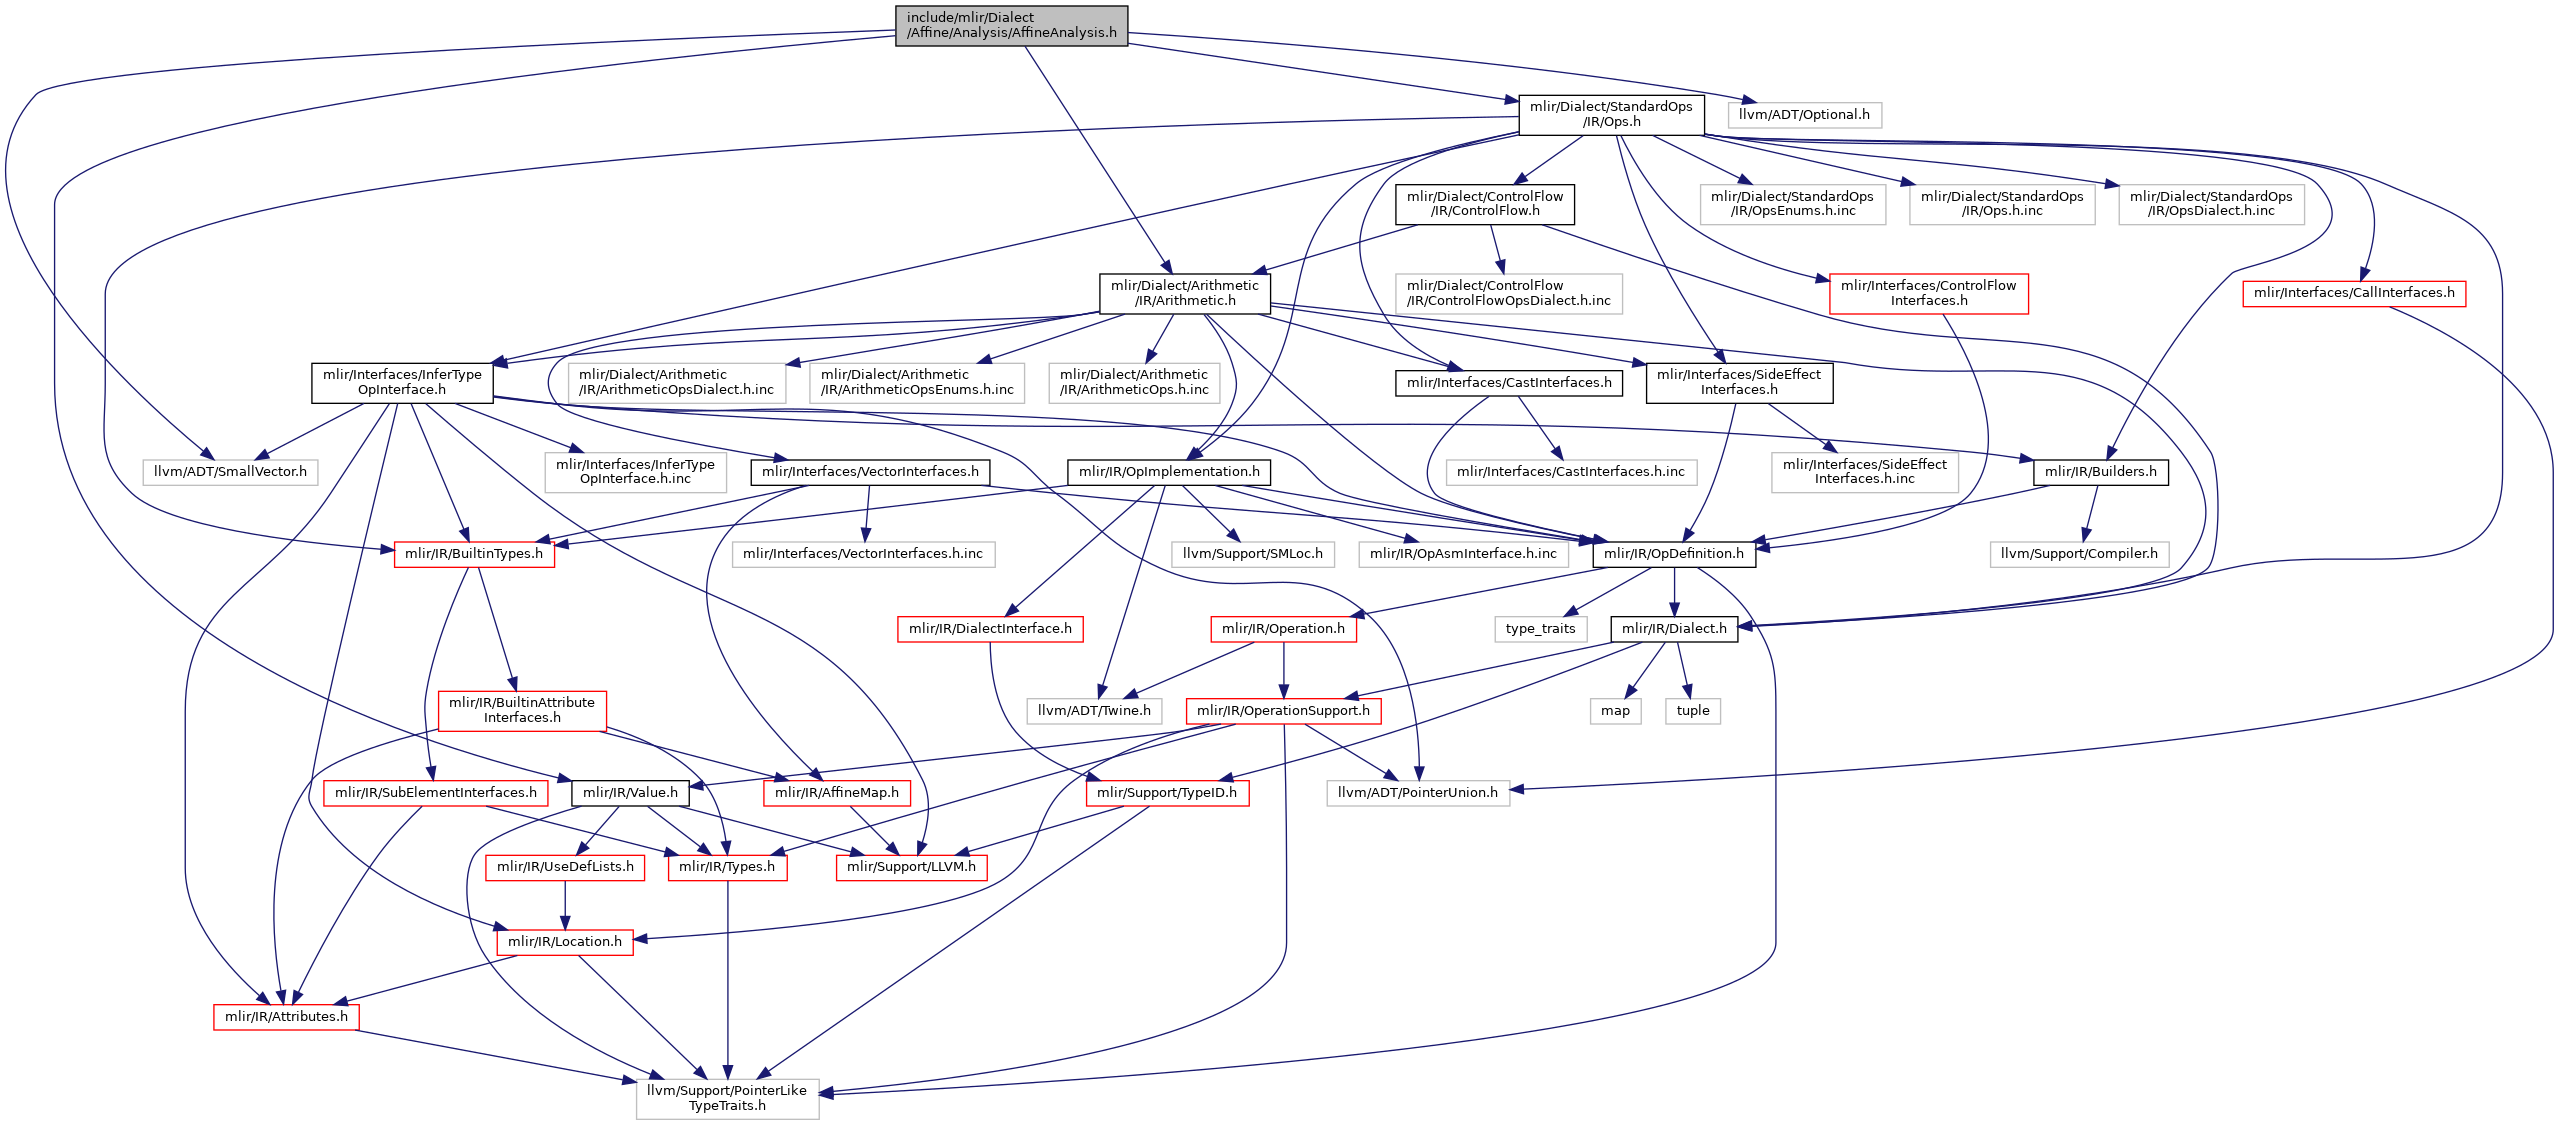 include/mlir/Dialect
/Affine/Analysis/AffineAnalysis.h
mlir/Dialect/StandardOps
/IR/Ops.h
llvm/ADT/Optional.h
mlir/Dialect/ControlFlow
/IR/ControlFlow.h
mlir/Dialect/StandardOps
/IR/OpsEnums.h.inc
mlir/Dialect/StandardOps
/IR/Ops.h.inc
mlir/Dialect/StandardOps
/IR/OpsDialect.h.inc
mlir/Dialect/Arithmetic
/IR/Arithmetic.h
mlir/Dialect/ControlFlow
/IR/ControlFlowOpsDialect.h.inc
mlir/Interfaces/ControlFlow
Interfaces.h
mlir/Interfaces/CallInterfaces.h
mlir/Interfaces/InferType
OpInterface.h
mlir/Dialect/Arithmetic
/IR/ArithmeticOpsDialect.h.inc
mlir/Dialect/Arithmetic
/IR/ArithmeticOpsEnums.h.inc
mlir/Dialect/Arithmetic
/IR/ArithmeticOps.h.inc
mlir/Interfaces/CastInterfaces.h
mlir/Interfaces/SideEffect
Interfaces.h
llvm/ADT/SmallVector.h
mlir/Interfaces/InferType
OpInterface.h.inc
mlir/Interfaces/VectorInterfaces.h
mlir/IR/OpImplementation.h
mlir/Interfaces/CastInterfaces.h.inc
mlir/Interfaces/SideEffect
Interfaces.h.inc
mlir/IR/Builders.h
mlir/IR/BuiltinTypes.h
mlir/Interfaces/VectorInterfaces.h.inc
llvm/Support/SMLoc.h
mlir/IR/OpAsmInterface.h.inc
mlir/IR/OpDefinition.h
llvm/Support/Compiler.h
mlir/IR/DialectInterface.h
mlir/IR/Operation.h
type_traits
mlir/IR/Dialect.h
mlir/IR/BuiltinAttribute
Interfaces.h
llvm/ADT/Twine.h
mlir/IR/OperationSupport.h
map
tuple
mlir/IR/SubElementInterfaces.h
mlir/IR/Value.h
mlir/IR/AffineMap.h
mlir/Support/TypeID.h
llvm/ADT/PointerUnion.h
mlir/IR/UseDefLists.h
mlir/IR/Types.h
mlir/Support/LLVM.h
mlir/IR/Location.h
mlir/IR/Attributes.h
llvm/Support/PointerLike
TypeTraits.h